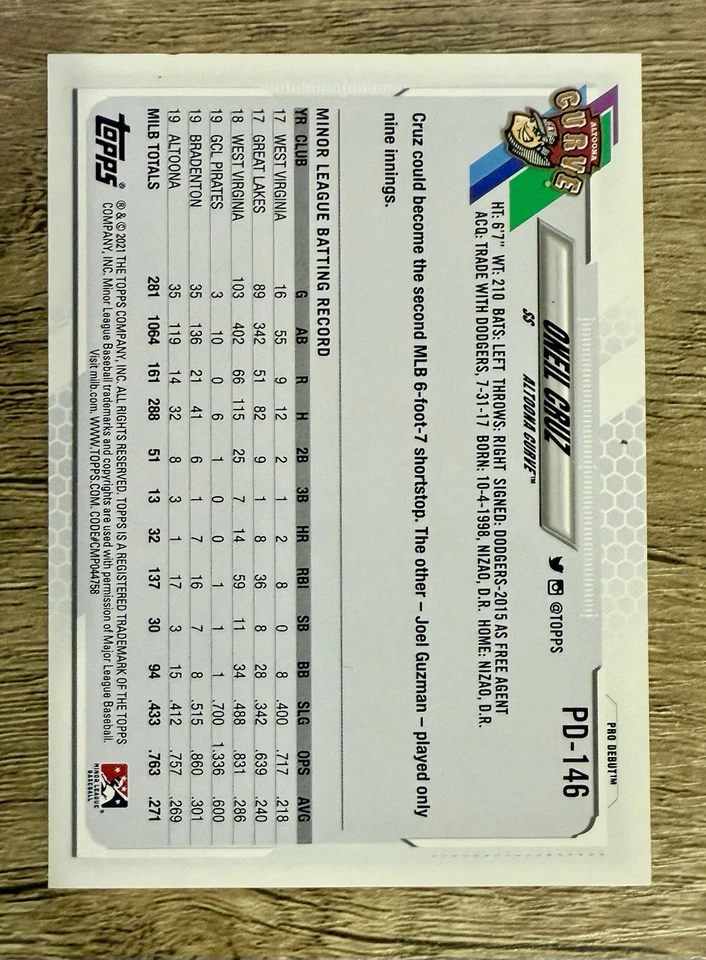 PRO DEBUT™
PD-146
@TOPPS
ALTOONA
CURVE
ONEIL CRUZ
SS ALTOONA CURVE™
HT: 6'7" WT: 210 BATS: LEFT THROWS: RIGHT SIGNED: DODGERS-2015 AS FREE AGENT
ACQ: TRADE WITH DODGERS, 7-31-17 BORN: 10-4-1998, NIZAO, D.R. HOME: NIZAO, D.R.
Cruz could become the second MLB 6-foot-7 shortstop. The other – Joel Guzman – played only
nine innings.
MINOR LEAGUE BATTING RECORD
YR CLUB G AB R H 2B 3B HR RBI SB BB SLG OPS AVG
17 WEST VIRGINIA 16 55 9 12 2 1 2 8 0 8 .400 .717 .218
17 GREAT LAKES 89 342 51 82 9 1 8 36 8 28 .342 .639 .240
18 WEST VIRGINIA 103 402 66 115 25 7 14 59 11 34 .488 .831 .286
19 GCL PIRATES 3 10 0 6 1 0 0 1 1 1 .700 1.336 .600
19 BRADENTON 35 136 21 41 6 1 7 16 7 8 .515 .860 .301
19 ALTOONA 35 119 14 32 8 3 1 17 3 15 .412 .757 .269
MILB TOTALS 281 1064 161 288 51 13 32 137 30 94 .433 .763 .271
topps®
® & © 2021 THE TOPPS COMPANY, INC. ALL RIGHTS RESERVED. TOPPS IS A REGISTERED TRADEMARK OF THE TOPPS
COMPANY, INC. Minor League Baseball trademarks and copyrights are used with permission of Major League Baseball.
Visit milb.com. WWW.TOPPS.COM. CODE#CMP044758
MINOR LEAGUE
BASEBALL®